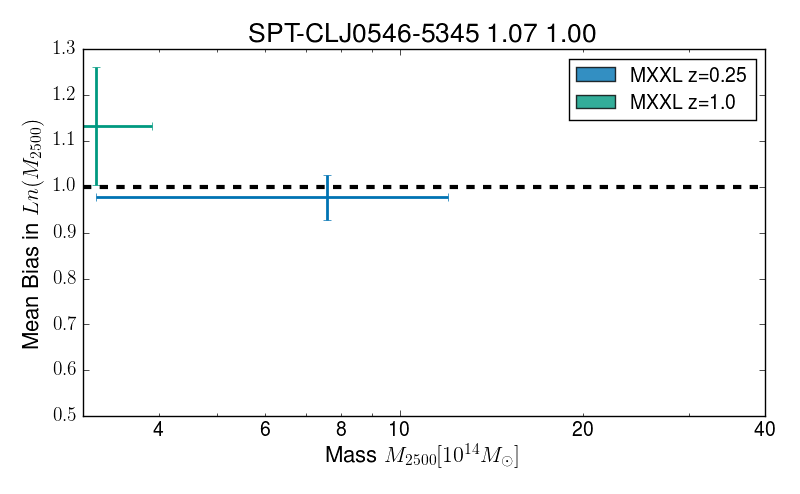 SPT-CLJ0546-5345 1.07 1.00
MXXL z=0.25
MXXL z=1.0
Mean Bias in Ln(M2500)
1.3
1.2
1.1
1.0
0.9
0.8
0.7
0.6
0.5
4 6 8 10 20 40
Mass M2500[10^14 M⊙]